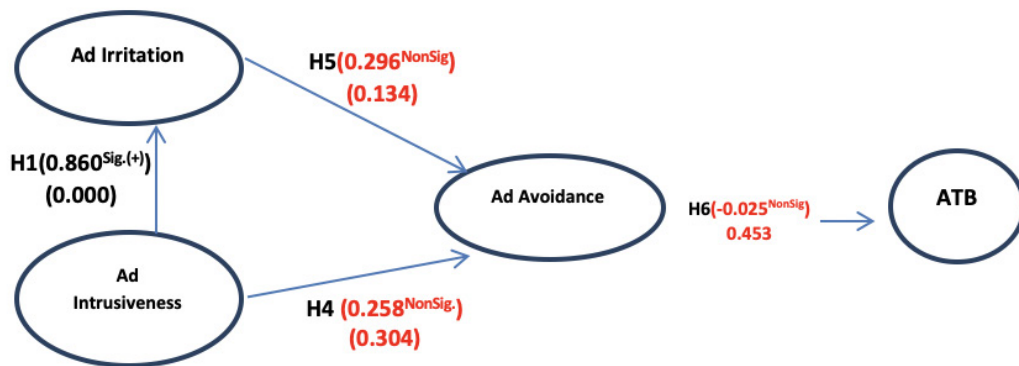 Ad Irritation
H5(0.296NonSig)
(0.134)
H1(0.860Sig.(+))
(0.000)
Ad Avoidance
H6(-0.025NonSig)
0.453
ATB
Ad
Intrusiveness
H4 (0.258NonSig.)
(0.304)